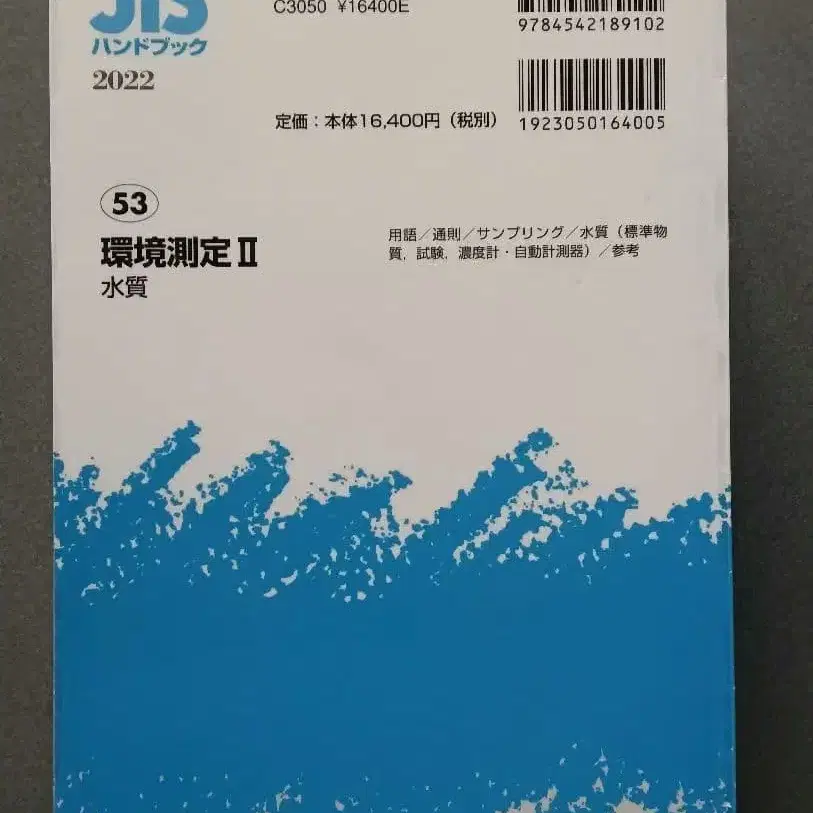 JIS
ハンドブック
2022
C3050 ¥16400E
9784542189102
定価：本体16,400円（税別）
1923050164005
53
環境測定Ⅱ
水質
用語／通則／サンプリング／水質（標準物
質，試験，濃度計・自動計測器）／参考